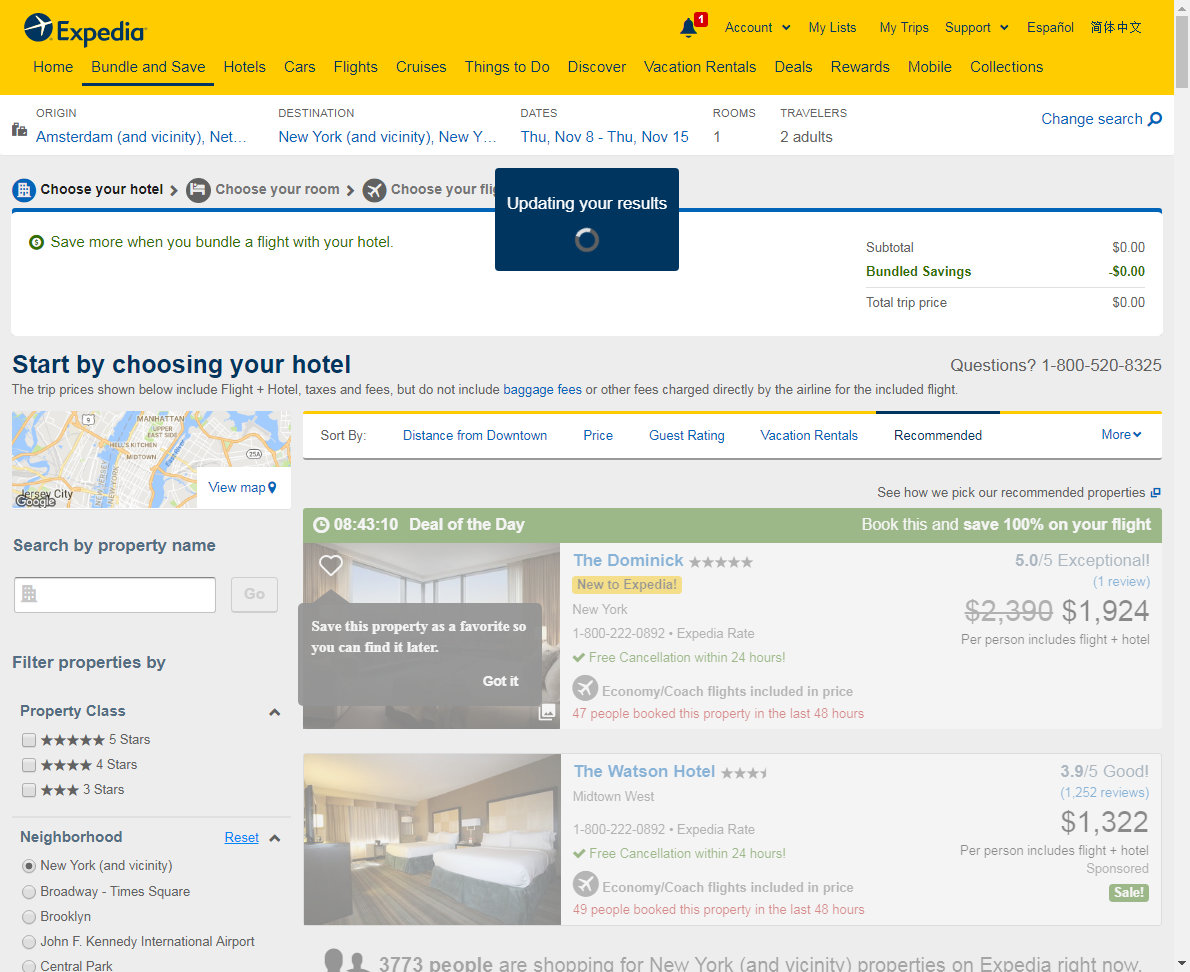 Expedia
1
Account
My Lists
My Trips
Support
Español
简体中文
Home
Bundle and Save
Hotels
Cars
Flights
Cruises
Things to Do
Discover
Vacation Rentals
Deals
Rewards
Mobile
Collections
ORIGIN
Amsterdam (and vicinity), Net...
DESTINATION
New York (and vicinity), New Y...
DATES
Thu, Nov 8 - Thu, Nov 15
ROOMS
1
TRAVELERS
2 adults
Change search
Choose your hotel
Choose your room
Choose your flig
Updating your results
Save more when you bundle a flight with your hotel.
Subtotal $0.00
Bundled Savings -$0.00
Total trip price $0.00
Start by choosing your hotel
Questions? 1-800-520-8325
The trip prices shown below include Flight + Hotel, taxes and fees, but do not include baggage fees or other fees charged directly by the airline for the included flight.
MANHATTAN
UPPER
EAST SIDE
HELL'S KITCHEN
MIDTOWN
East River
9
25A
NEW JERSEY
NEW YORK
Jersey City
Google
View map
Sort By:
Distance from Downtown
Price
Guest Rating
Vacation Rentals
Recommended
More
See how we pick our recommended properties
Search by property name
Go
Filter properties by
Property Class
5 Stars
4 Stars
3 Stars
Neighborhood
Reset
New York (and vicinity)
Broadway - Times Square
Brooklyn
John F. Kennedy International Airport
Central Park
08:43:10 Deal of the Day
Book this and save 100% on your flight
Save this property as a favorite so
you can find it later.
Got it
The Dominick
New to Expedia!
New York
1-800-222-0892 • Expedia Rate
Free Cancellation within 24 hours!
Economy/Coach flights included in price
47 people booked this property in the last 48 hours
5.0/5 Exceptional!
(1 review)
$2,390 $1,924
Per person includes flight + hotel
The Watson Hotel
Midtown West
1-800-222-0892 • Expedia Rate
Free Cancellation within 24 hours!
Economy/Coach flights included in price
49 people booked this property in the last 48 hours
3.9/5 Good!
(1,252 reviews)
$1,322
Per person includes flight + hotel
Sponsored
Sale!
3773 people are shopping for New York (and vicinity) properties on Expedia right now.